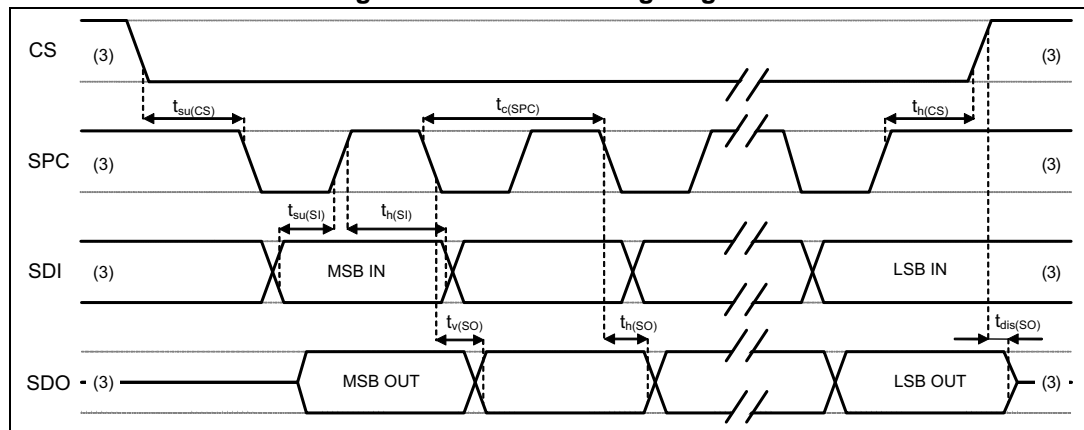 CS (3) (3)
t_su(CS) t_c(SPC) t_h(CS)
SPC (3) (3)
t_su(SI) t_h(SI)
SDI (3) MSB IN LSB IN (3)
t_v(SO) t_h(SO) t_dis(SO)
SDO (3) MSB OUT LSB OUT (3)